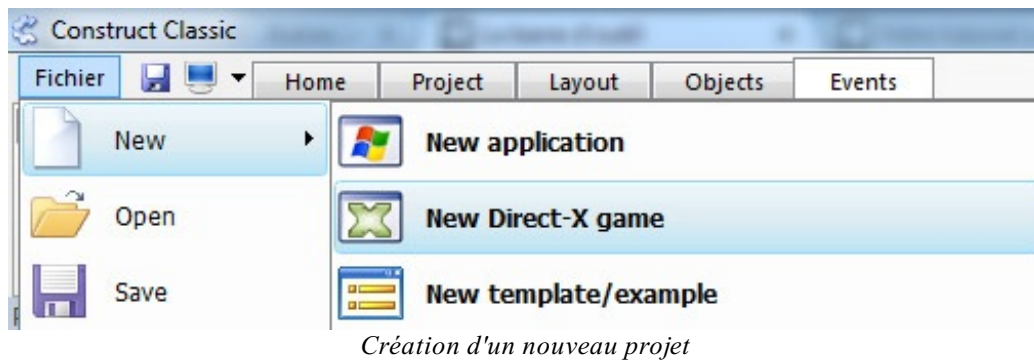 Construct Classic
Fichier Home Project Layout Objects Events
New New application
Open New Direct-X game
Save New template/example
Création d'un nouveau projet